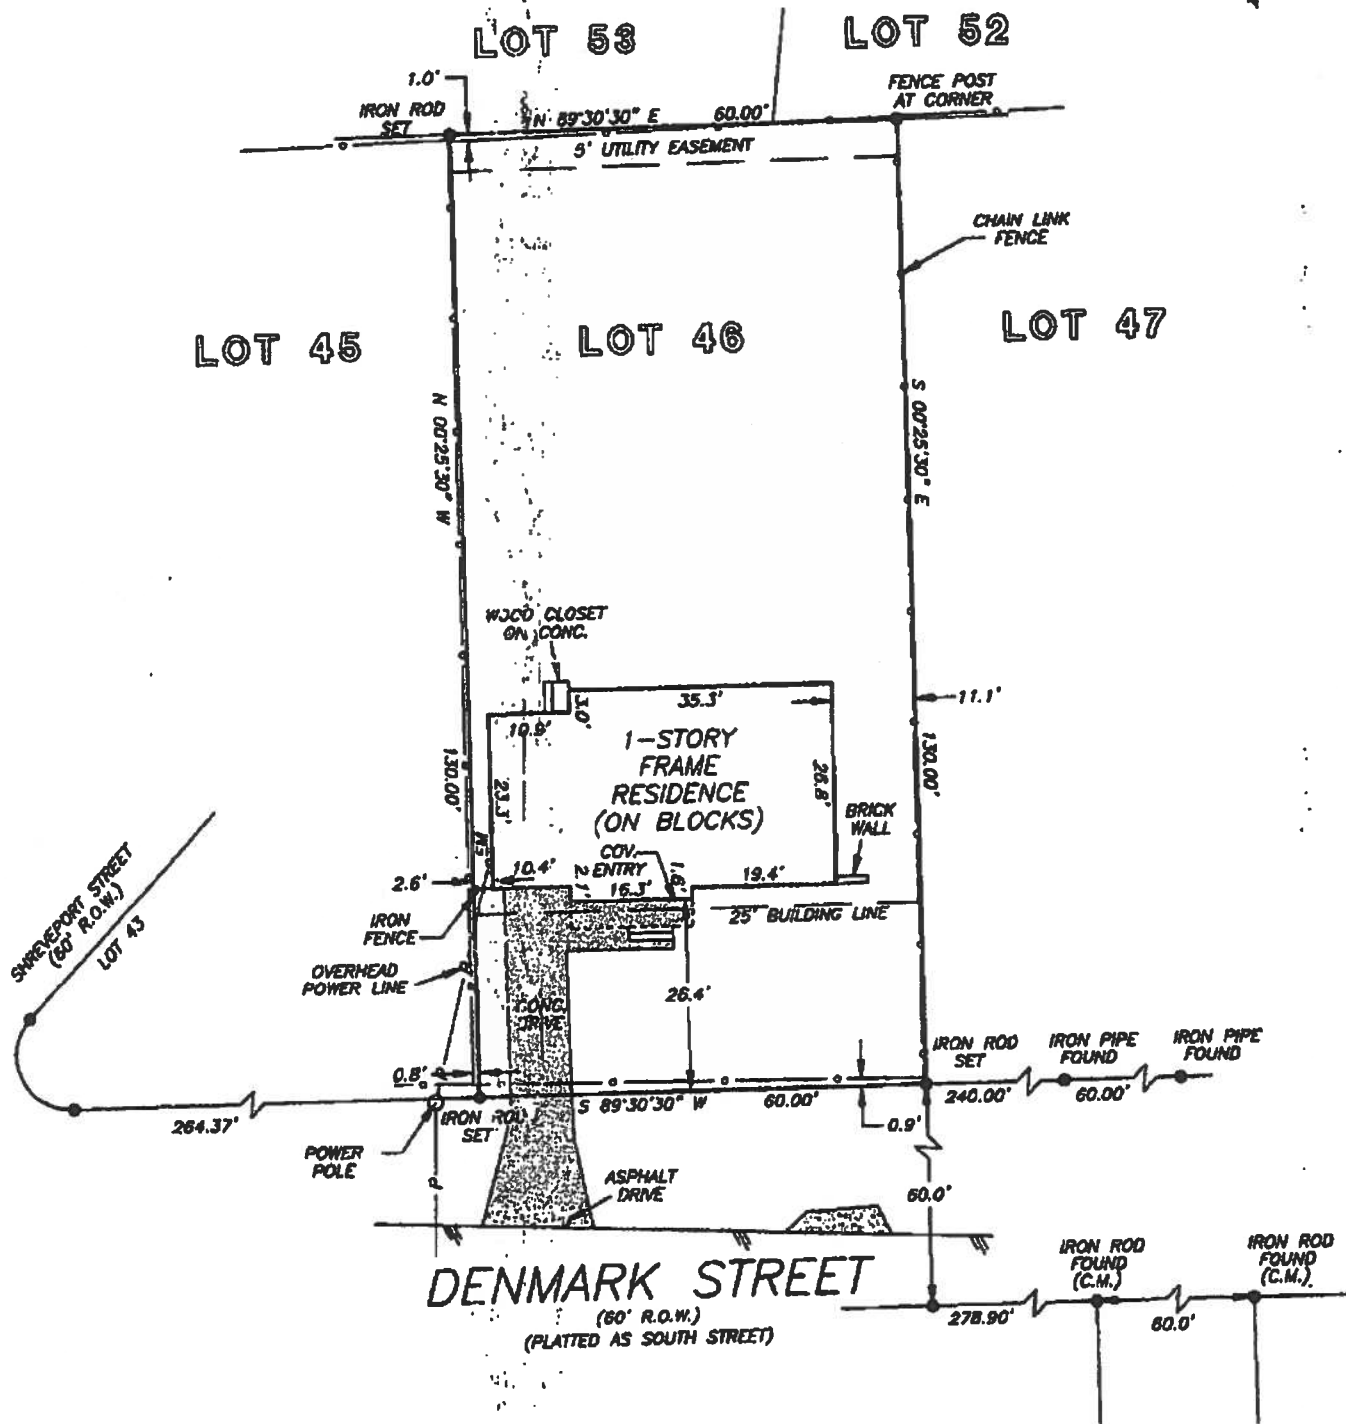 LOT 53
LOT 52
1.0'
FENCE POST
AT CORNER
IRON ROD
SET
N 89°30'30" E 60.00'
5' UTILITY EASEMENT
CHAIN LINK
FENCE
LOT 45
LOT 46
LOT 47
N 00°25'30" W
S 00°25'30" E
WOOD CLOSET
ON CONC.
35.3'
3.0'
10.9'
11.1'
1-STORY
FRAME
RESIDENCE
(ON BLOCKS)
130.00'
130.00'
23.3'
26.8'
BRICK
WALL
COV.
ENTRY
10.4'
2.1'
16.3'
1.6'
19.4'
2.6'
25' BUILDING LINE
IRON
FENCE
SHREVEPORT STREET
(60' R.O.W.)
LOT 43
OVERHEAD
POWER LINE
26.4'
CONC.
DRIVE
IRON ROD
SET
IRON PIPE
FOUND
IRON PIPE
FOUND
0.8'
264.37'
S 89°30'30" W 60.00'
240.00'
60.00'
IRON ROD
SET
0.9'
POWER
POLE
P
ASPHALT
DRIVE
60.0'
DENMARK STREET
(60' R.O.W.)
(PLATTED AS SOUTH STREET)
IRON ROD
FOUND
(C.M.)
IRON ROD
FOUND
(C.M.)
278.90'
60.0'